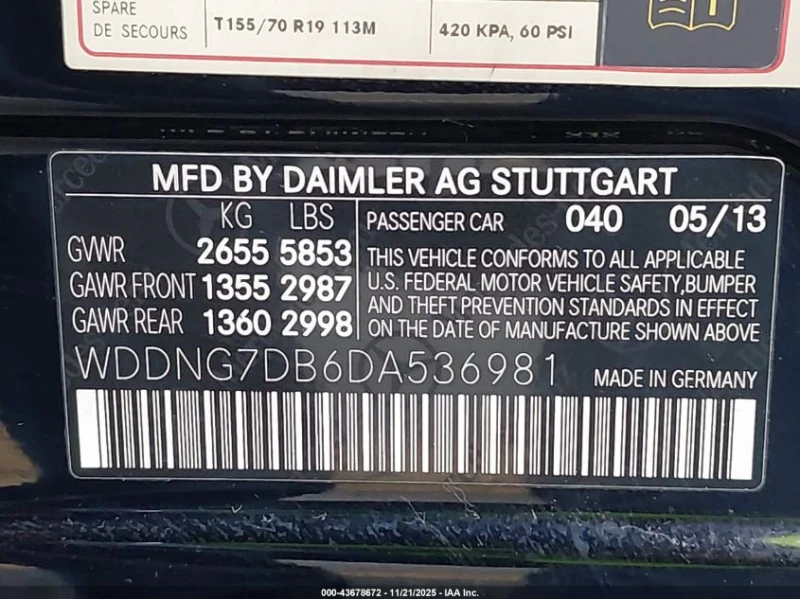 SPARE
DE SECOURS
T155/70 R19 113M
420 KPA, 60 PSI
MFD BY DAIMLER AG STUTTGART
KG LBS
GVWR 2655 5853
GAWR FRONT 1355 2987
GAWR REAR 1360 2998
PASSENGER CAR 040 05/13
THIS VEHICLE CONFORMS TO ALL APPLICABLE
U.S. FEDERAL MOTOR VEHICLE SAFETY,BUMPER
AND THEFT PREVENTION STANDARDS IN EFFECT
ON THE DATE OF MANUFACTURE SHOWN ABOVE
WDDNG7DB6DA536981 MADE IN GERMANY
000-43678672 - 11/21/2025 - IAA Inc.